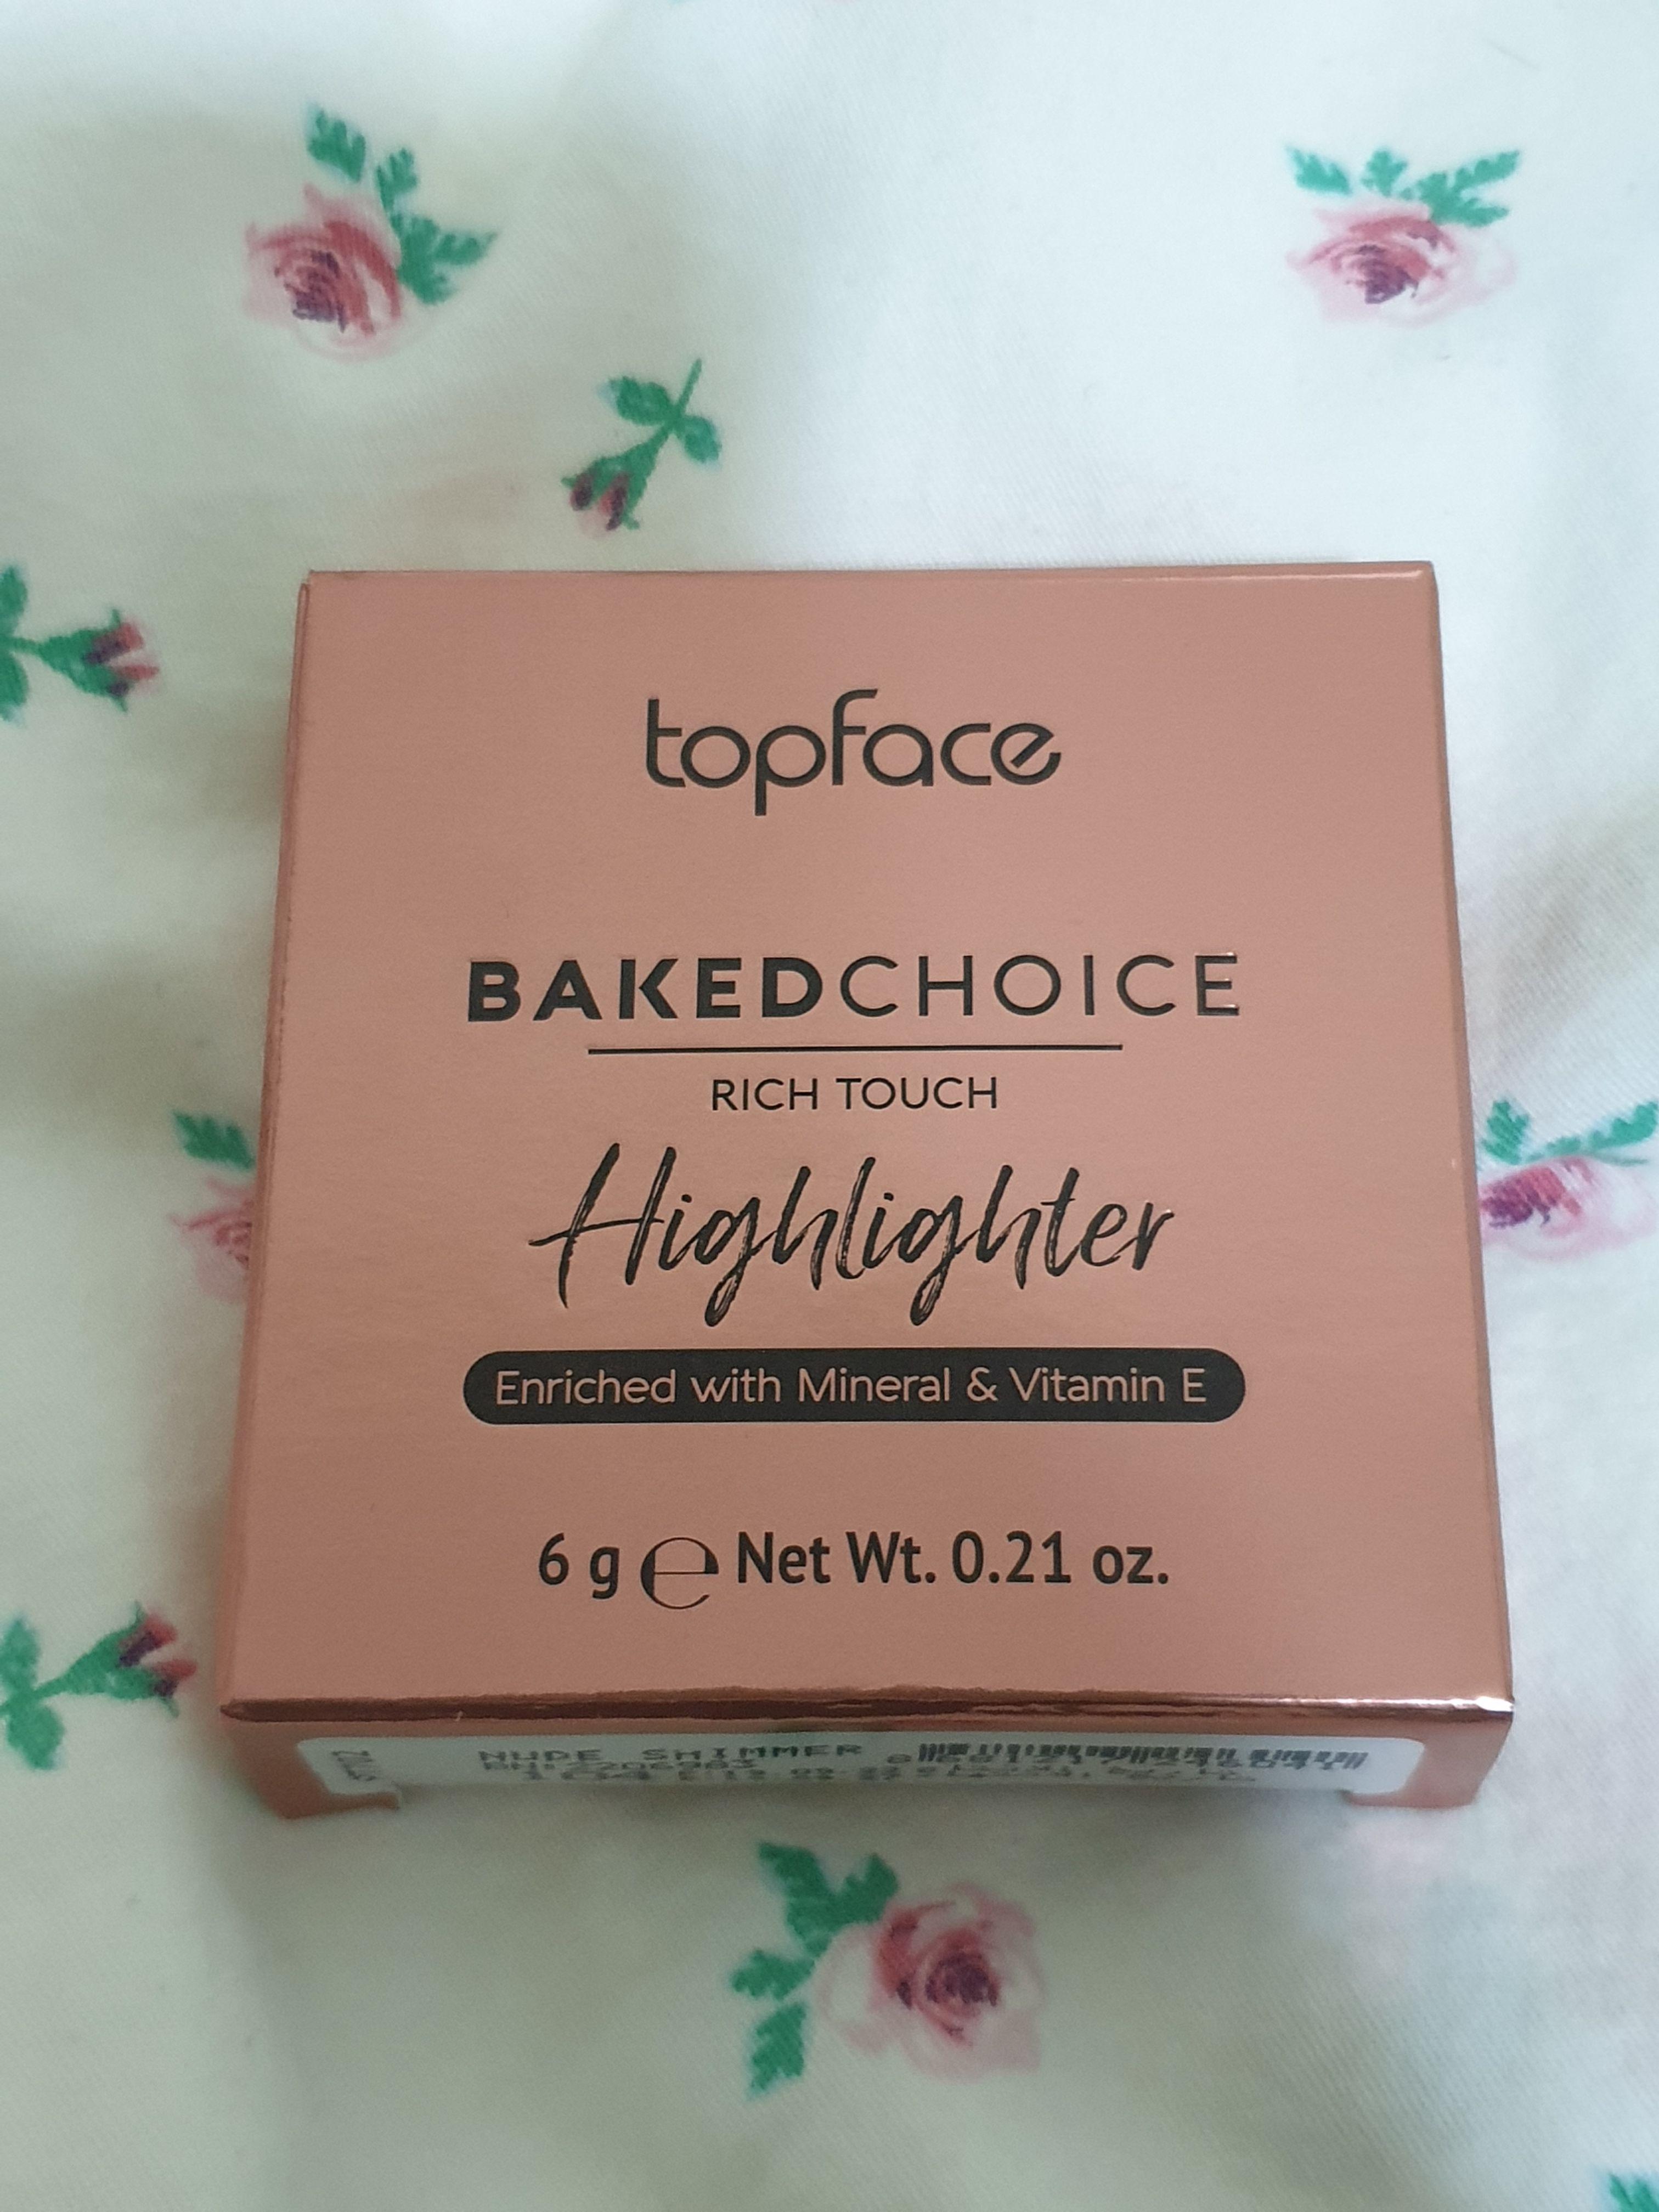 topface
BAKEDCHOICE
RICH TOUCH
Highlighter
Enriched with Mineral & Vitamin E
6 g ℮ Net Wt. 0.21 oz.
NUDE SHIMMER